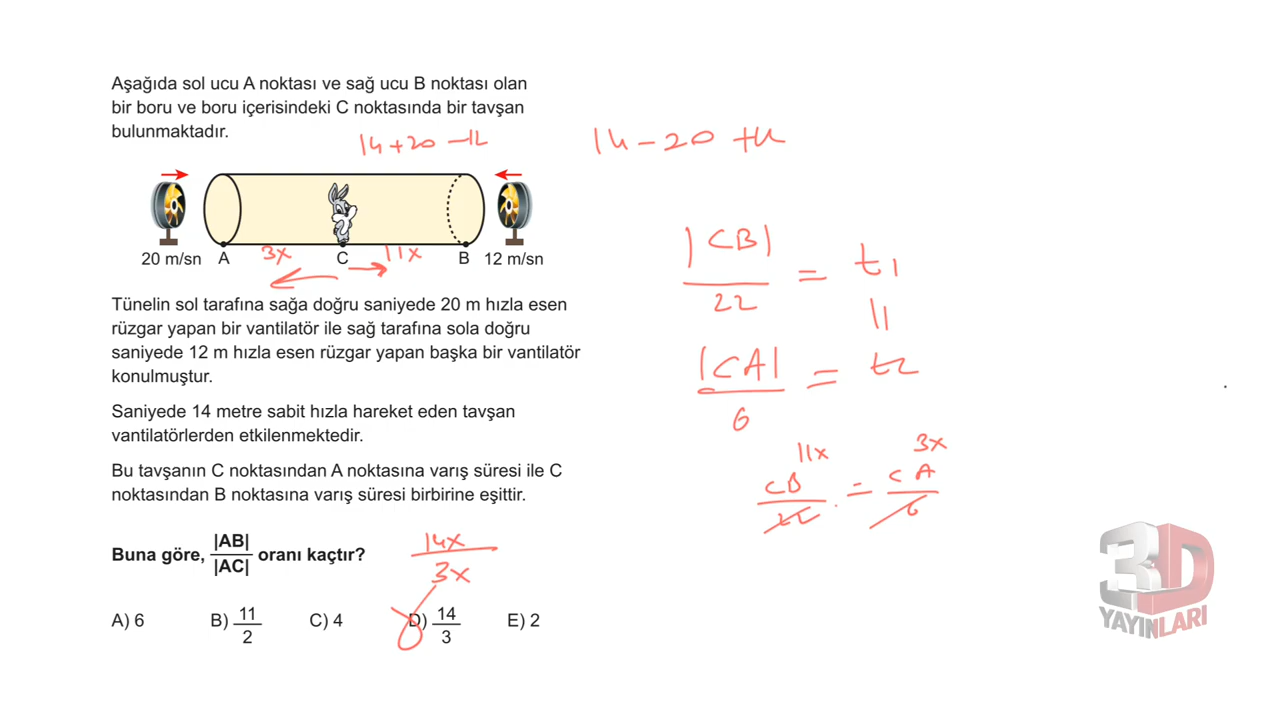 Aşağıda sol ucu A noktası ve sağ ucu B noktası olan
bir boru ve boru içerisindeki C noktasında bir tavşan
bulunmaktadır.
14+20-12
14-20+12
3x
11x
20 m/sn A C B 12 m/sn
Tünelin sol tarafına sağa doğru saniyede 20 m hızla esen
rüzgar yapan bir vantilatör ile sağ tarafına sola doğru
saniyede 12 m hızla esen rüzgar yapan başka bir vantilatör
konulmuştur.
Saniyede 14 metre sabit hızla hareket eden tavşan
vantilatörlerden etkilenmektedir.
Bu tavşanın C noktasından A noktasına varış süresi ile C
noktasından B noktasına varış süresi birbirine eşittir.
Buna göre, |AB| / |AC| oranı kaçtır?
14x / 3x
A) 6 B) 11/2 C) 4 D) 14/3 E) 2
|CB| / 22 = t1
||
|CA| / 6 = t2
11x 3x
CB / 22 = CA / 6
3D
YAYINLARI